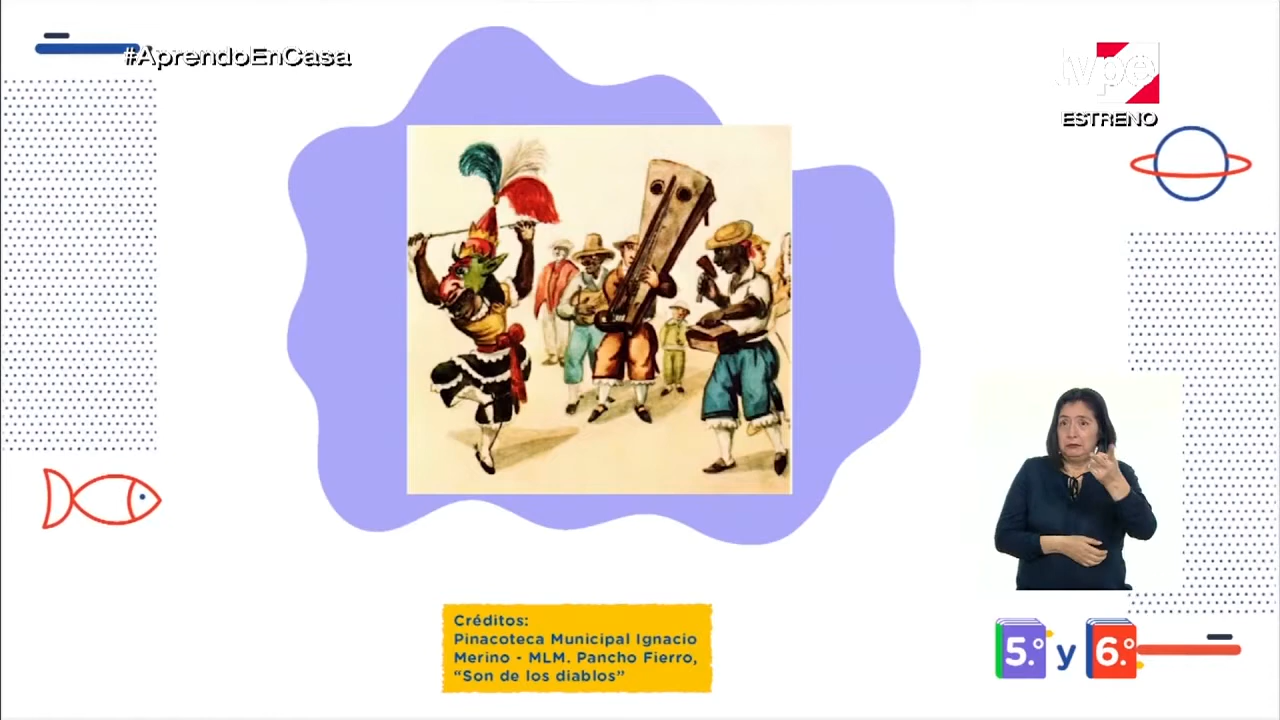 #AprendoEnCasa
tvpe
ESTRENO
Créditos:
Pinacoteca Municipal Ignacio
Merino - MLM. Pancho Fierro,
“Son de los diablos”
5.º y 6.º